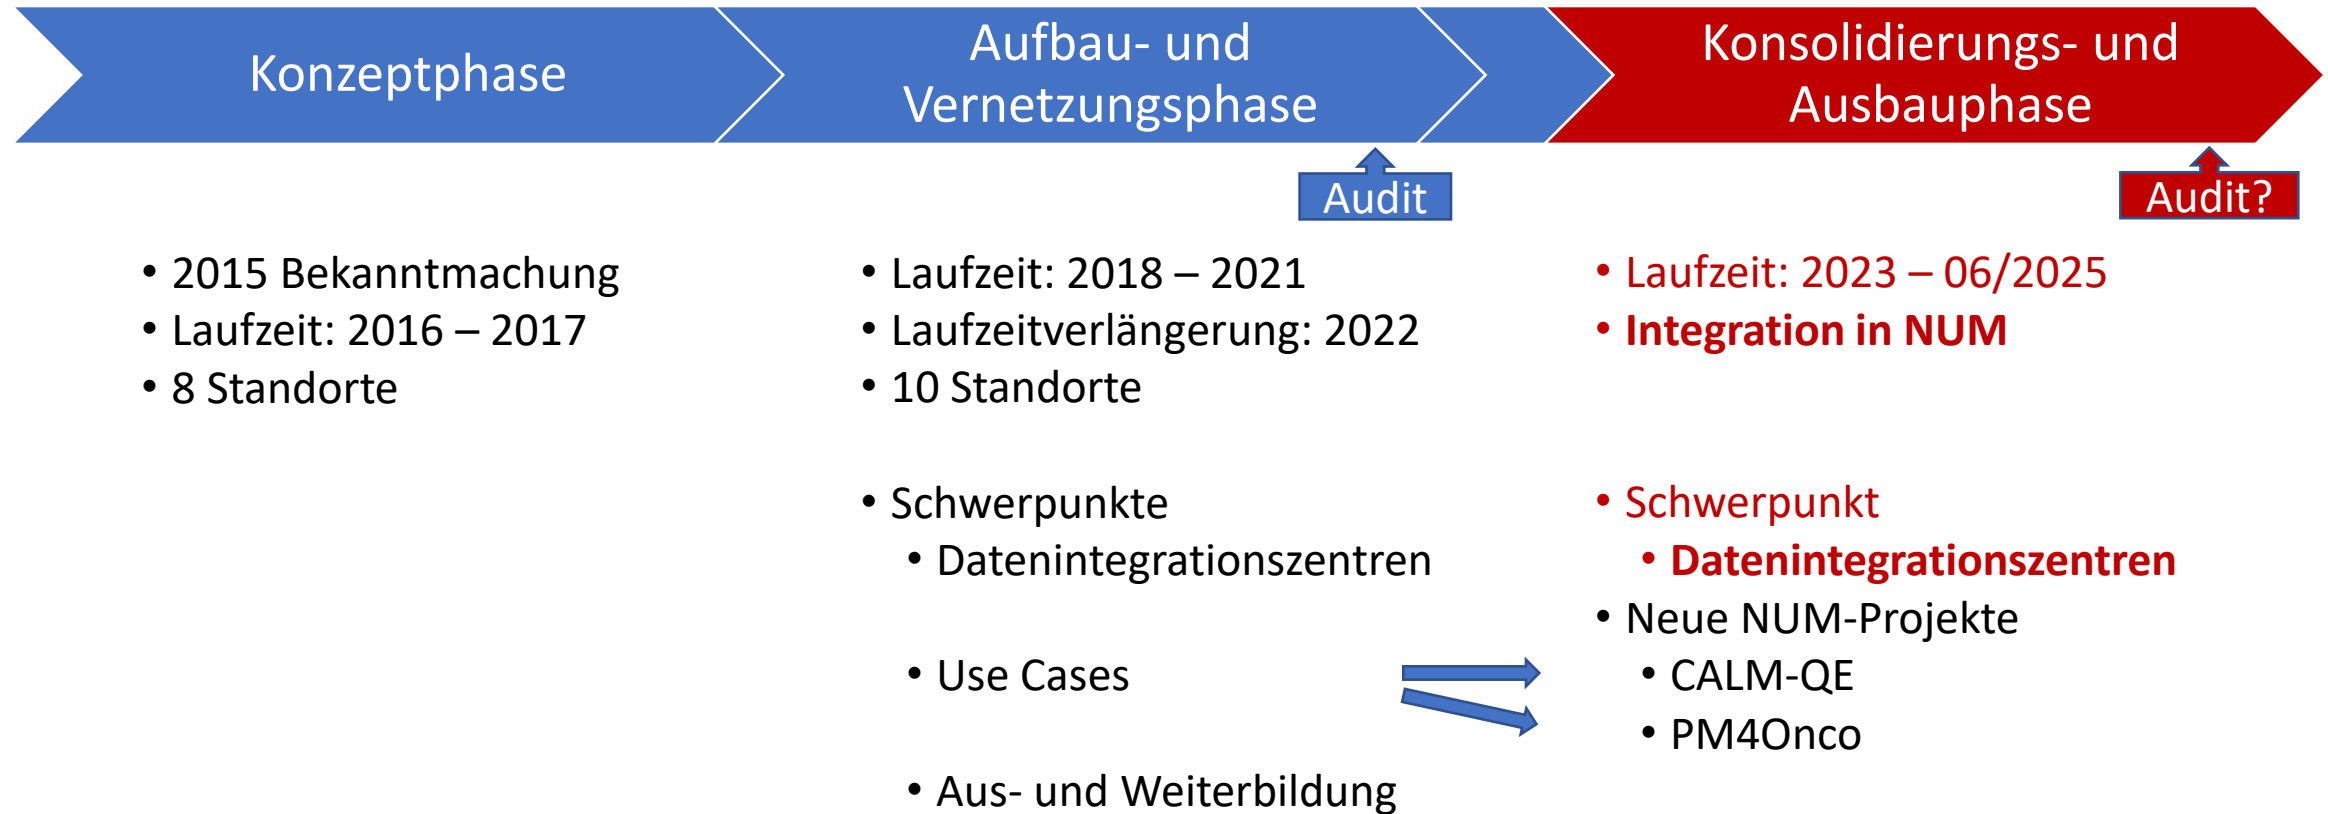 Konzeptphase
Aufbau- und
Vernetzungsphase
Konsolidierungs- und
Ausbauphase
Audit
Audit?
• 2015 Bekanntmachung
• Laufzeit: 2016 – 2017
• 8 Standorte
• Laufzeit: 2018 – 2021
• Laufzeitverlängerung: 2022
• 10 Standorte
• Schwerpunkte
• Datenintegrationszentren
• Use Cases
• Aus- und Weiterbildung
• Laufzeit: 2023 – 06/2025
• Integration in NUM
• Schwerpunkt
• Datenintegrationszentren
• Neue NUM-Projekte
• CALM-QE
• PM4Onco